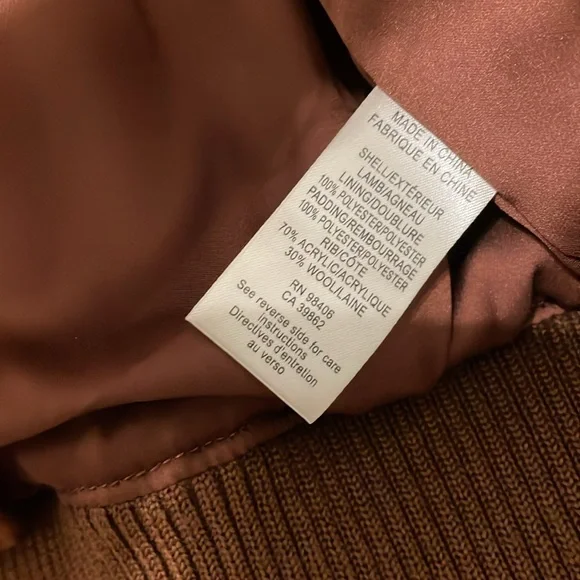 MADE IN CHINA
FABRIQUE EN CHINE
SHELL/EXTÉRIEUR
LAMB/AGNEAU
LINING/DOUBLURE
100% POLYESTER/POLYESTER
PADDING/REMBOURRAGE
100% POLYESTER/POLYESTER
RIB/CÔTE
70% ACRYLIC/ACRYLIQUE
30% WOOL/LAINE
RN 98406
CA 39862
See reverse side for care
instructions
Directives d'entretien
au verso